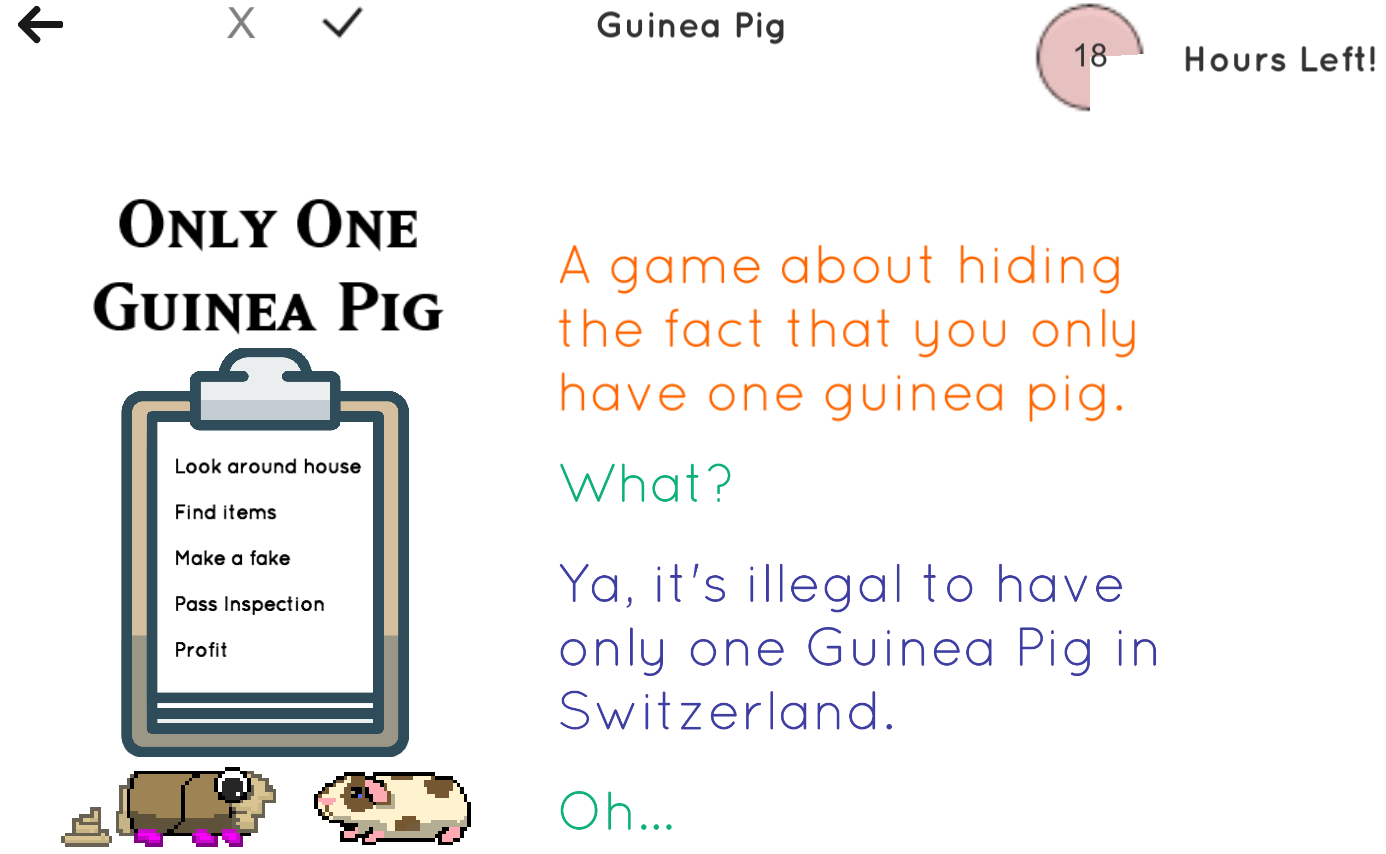 X
Guinea Pig
18
Hours Left!
Only One
Guinea Pig
Look around house
Find items
Make a fake
Pass Inspection
Profit
A game about hiding
the fact that you only
have one guinea pig.
What?
Ya, it's illegal to have
only one Guinea Pig in
Switzerland.
Oh...